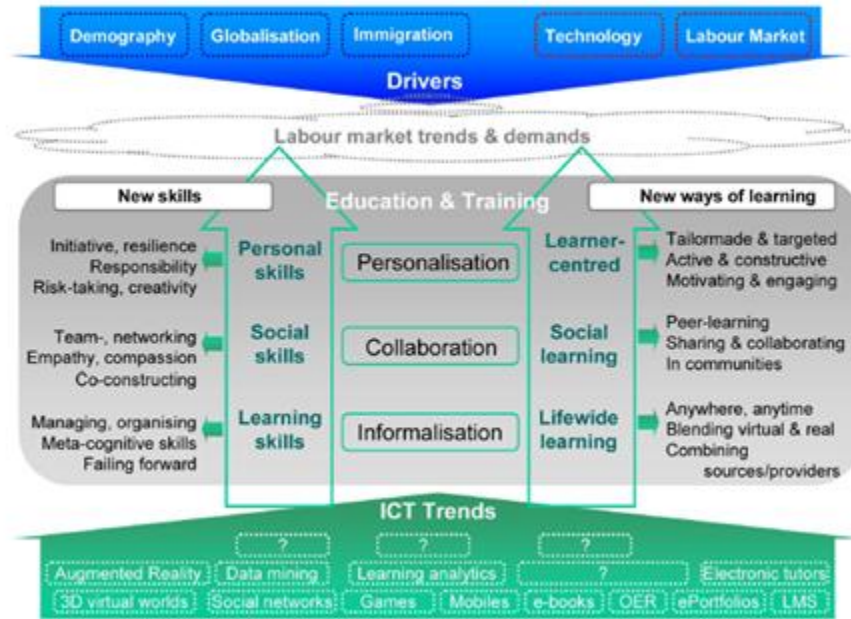 Demography Globalisation Immigration Technology Labour Market
Drivers
Labour market trends & demands
New skills
Education & Training
New ways of learning
Initiative, resilience
Responsibility
Risk-taking, creativity
Personal
skills
Personalisation
Learner-
centred
Tailormade & targeted
Active & constructive
Motivating & engaging
Team-, networking
Empathy, compassion
Co-constructing
Social
skills
Collaboration
Social
learning
Peer-learning
Sharing & collaborating
In communities
Managing, organising
Meta-cognitive skills
Failing forward
Learning
skills
Informalisation
Lifewide
learning
Anywhere, anytime
Blending virtual & real
Combining
sources/providers
ICT Trends
? ? ?
Augmented Reality Data mining Learning analytics ? Electronic tutors
3D virtual worlds Social networks Games Mobiles e-books OER ePortfolios LMS